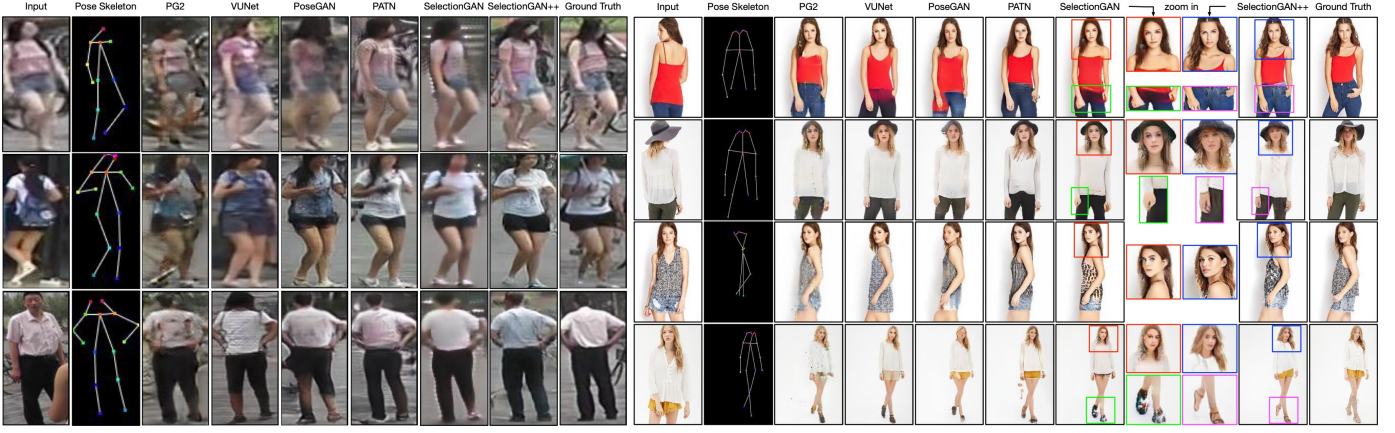 Input Pose Skeleton PG2 VUNet PoseGAN PATN SelectionGAN SelectionGAN++ Ground Truth
Input Pose Skeleton PG2 VUNet PoseGAN PATN SelectionGAN zoom in SelectionGAN++ Ground Truth